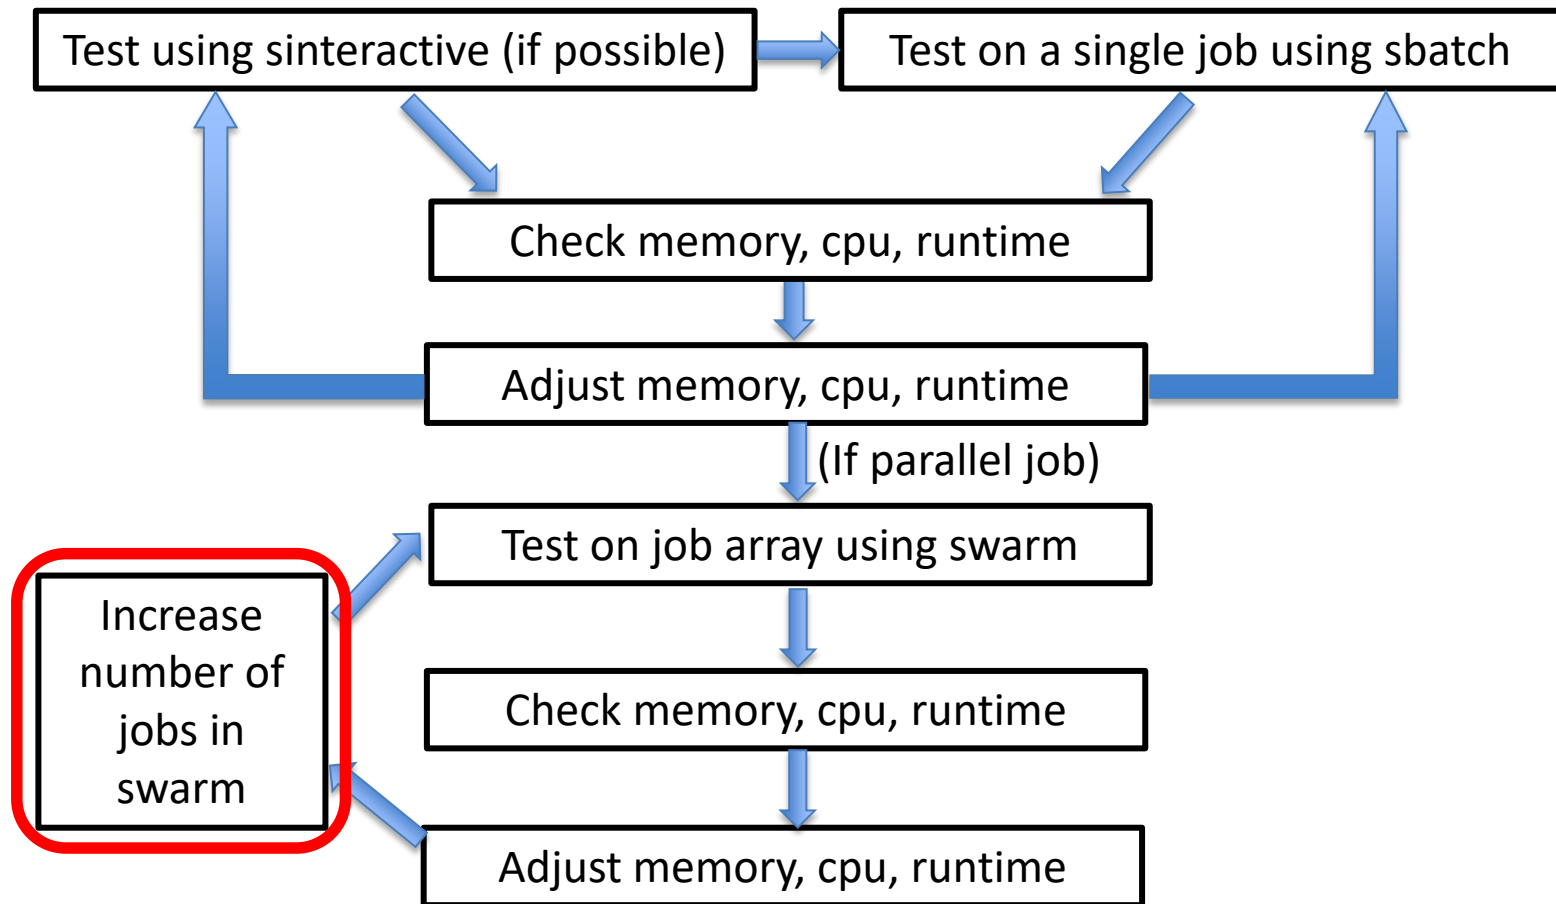 Test using sinteractive (if possible)
Test on a single job using sbatch
Check memory, cpu, runtime
Adjust memory, cpu, runtime
(If parallel job)
Test on job array using swarm
Increase
number of
jobs in
swarm
Check memory, cpu, runtime
Adjust memory, cpu, runtime